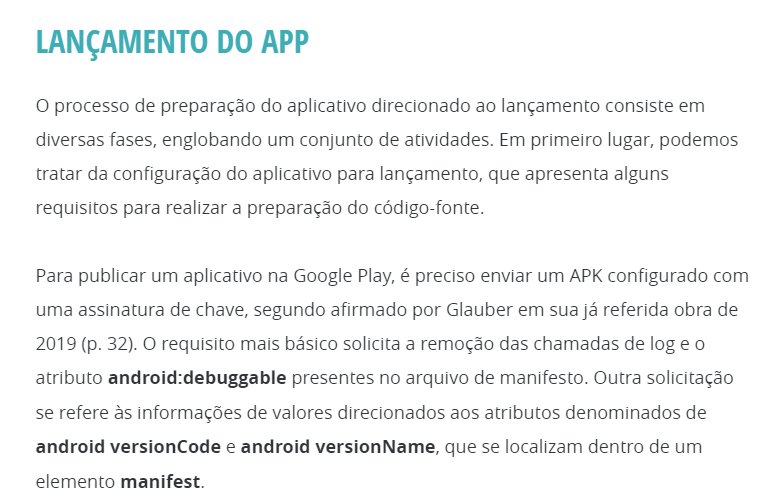 LANÇAMENTO DO APP
O processo de preparação do aplicativo direcionado ao lançamento consiste em
diversas fases, englobando um conjunto de atividades. Em primeiro lugar, podemos
tratar da configuração do aplicativo para lançamento, que apresenta alguns
requisitos para realizar a preparação do código-fonte.
Para publicar um aplicativo na Google Play, é preciso enviar um APK configurado com
uma assinatura de chave, segundo afirmado por Glauber em sua já referida obra de
2019 (p. 32). O requisito mais básico solicita a remoção das chamadas de log e o
atributo android:debuggable presentes no arquivo de manifesto. Outra solicitação
se refere às informações de valores direcionados aos atributos denominados de
android versionCode e android versionName, que se localizam dentro de um
elemento manifest.